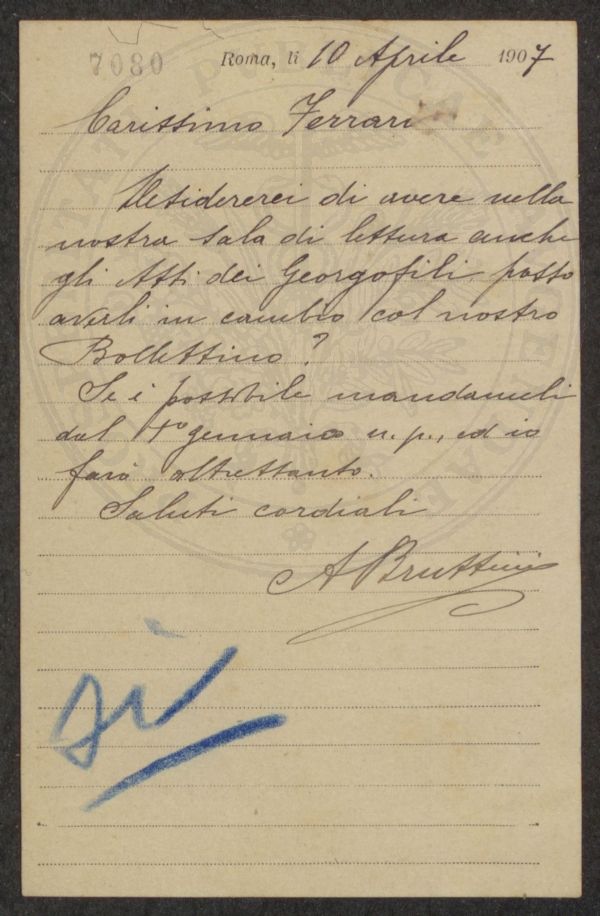 7080
Roma, li 10 Aprile 1907
Carissimo Ferrari
Desidererei di avere nella
nostra sala di lettura anche
gli Atti dei Georgofili. posso
averli in cambio col nostro
Bollettino?
Se è possibile mandameli
dal 1° gennaio u. p., ed io
farò altrettanto.
Saluti cordiali
A Bruttini
sì